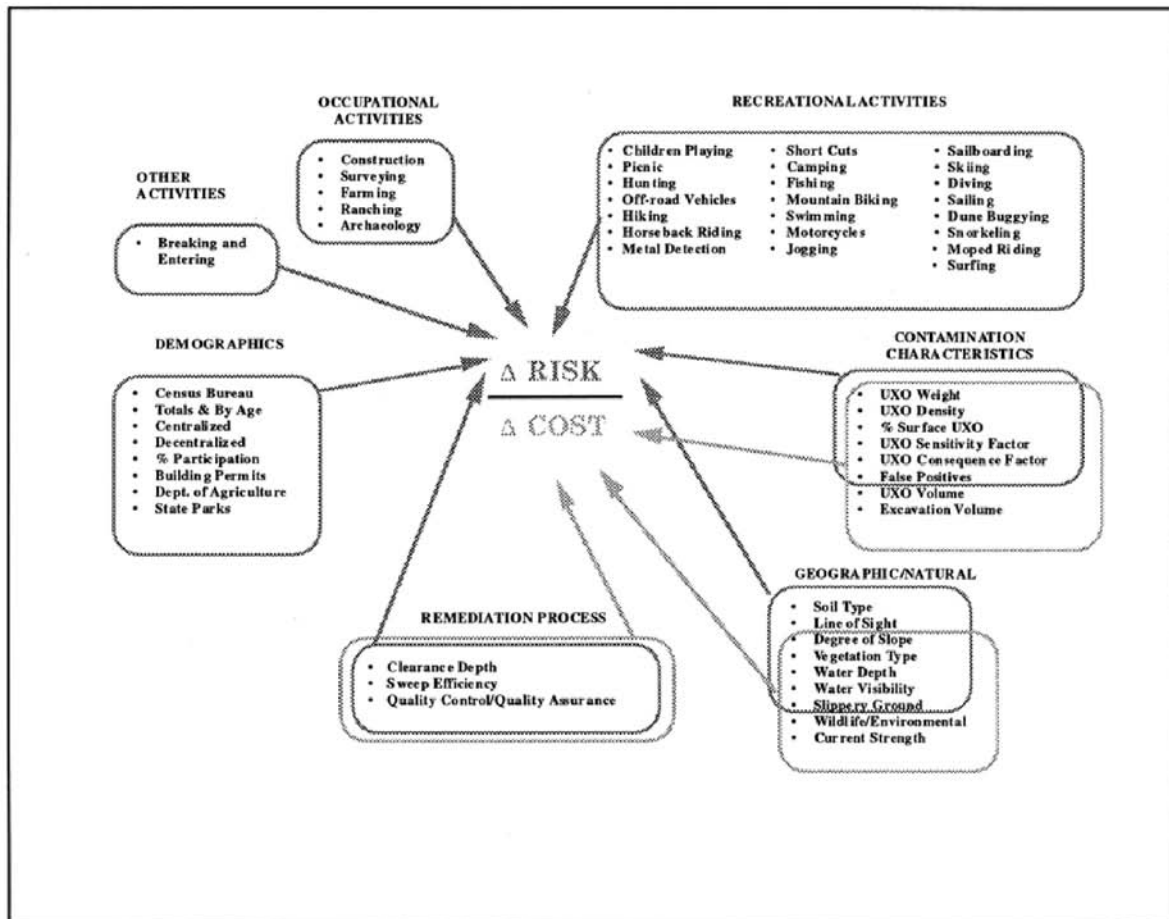 OCCUPATIONAL
ACTIVITIES
• Construction
• Surveying
• Farming
• Ranching
• Archaeology
RECREATIONAL ACTIVITIES
• Children Playing
• Picnic
• Hunting
• Off-road Vehicles
• Hiking
• Horseback Riding
• Metal Detection
• Short Cuts
• Camping
• Fishing
• Mountain Biking
• Swimming
• Motorcycles
• Jogging
• Sailboarding
• Skiing
• Diving
• Sailing
• Dune Buggying
• Snorkeling
• Moped Riding
• Surfing
OTHER
ACTIVITIES
• Breaking and
Entering
DEMOGRAPHICS
• Census Bureau
• Totals & By Age
• Centralized
• Decentralized
• % Participation
• Building Permits
• Dept. of Agriculture
• State Parks
Δ RISK
Δ COST
CONTAMINATION
CHARACTERISTICS
• UXO Weight
• UXO Density
• % Surface UXO
• UXO Sensitivity Factor
• UXO Consequence Factor
• False Positives
• UXO Volume
• Excavation Volume
GEOGRAPHIC/NATURAL
• Soil Type
• Line of Sight
• Degree of Slope
• Vegetation Type
• Water Depth
• Water Visibility
• Slippery Ground
• Wildlife/Environmental
• Current Strength
REMEDIATION PROCESS
• Clearance Depth
• Sweep Efficiency
• Quality Control/Quality Assurance